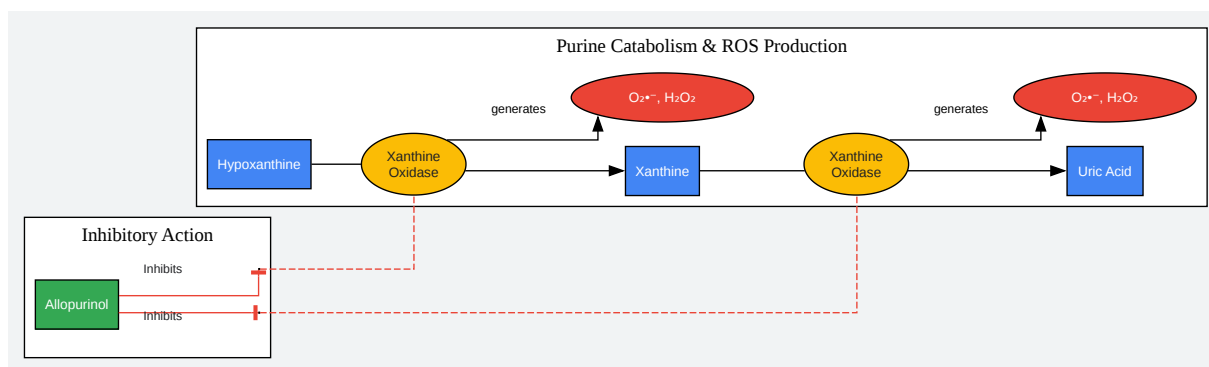 Purine Catabolism & ROS Production
generates
O₂•⁻, H₂O₂
generates
O₂•⁻, H₂O₂
Hypoxanthine
Xanthine
Oxidase
Xanthine
Xanthine
Oxidase
Uric Acid
Inhibitory Action
Inhibits
Allopurinol
Inhibits